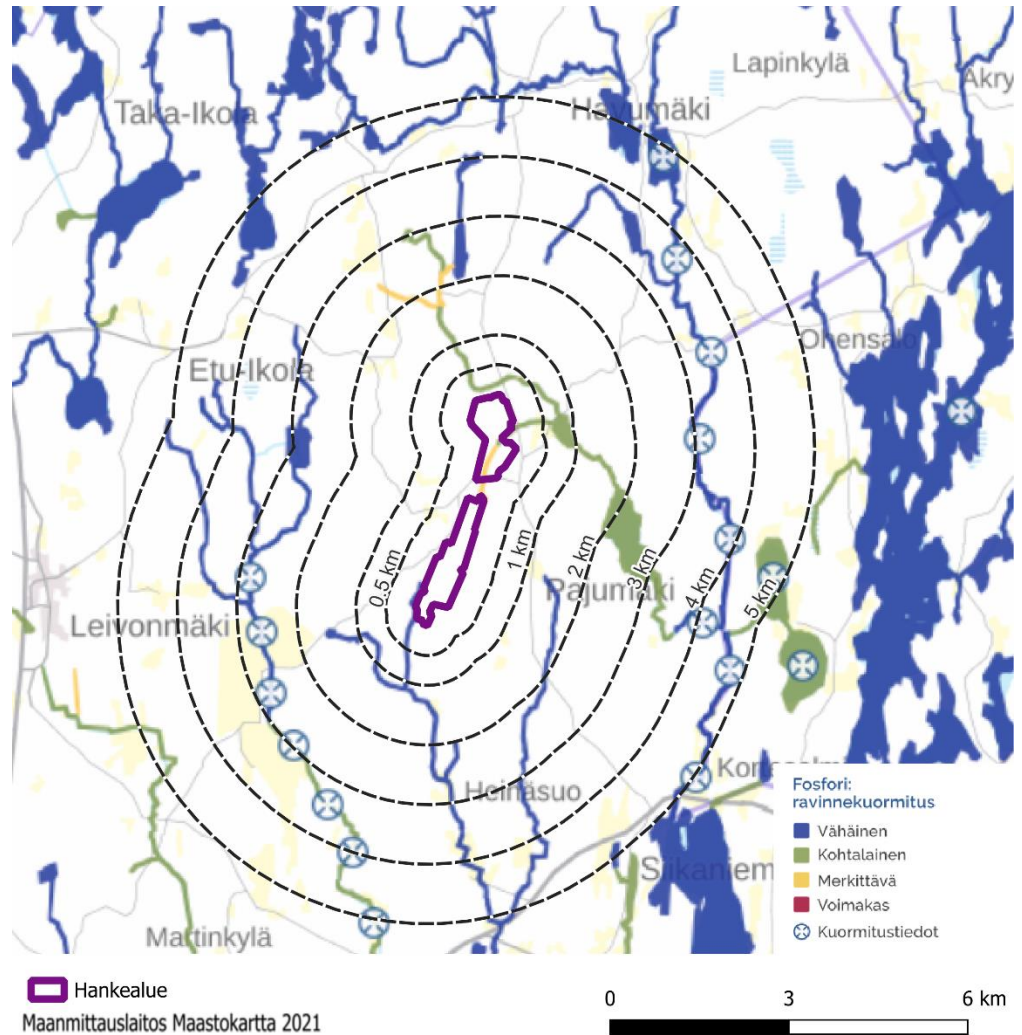 Lapinkylä
Havumäki
Taka-Ikola
Ohensalo
Etu-Ikola
0.5 km
1 km
2 km
3 km
4 km
5 km
Pajumäki
Leivonmäki
Heinäsuo
Martinkylä
Fosfori:
ravinnekuormitus
Vähäinen
Kohtalainen
Merkittävä
Voimakas
Kuormitustiedot
Siikaniem
Hankealue
Maanmittauslaitos Maastokartta 2021
0 3 6 km